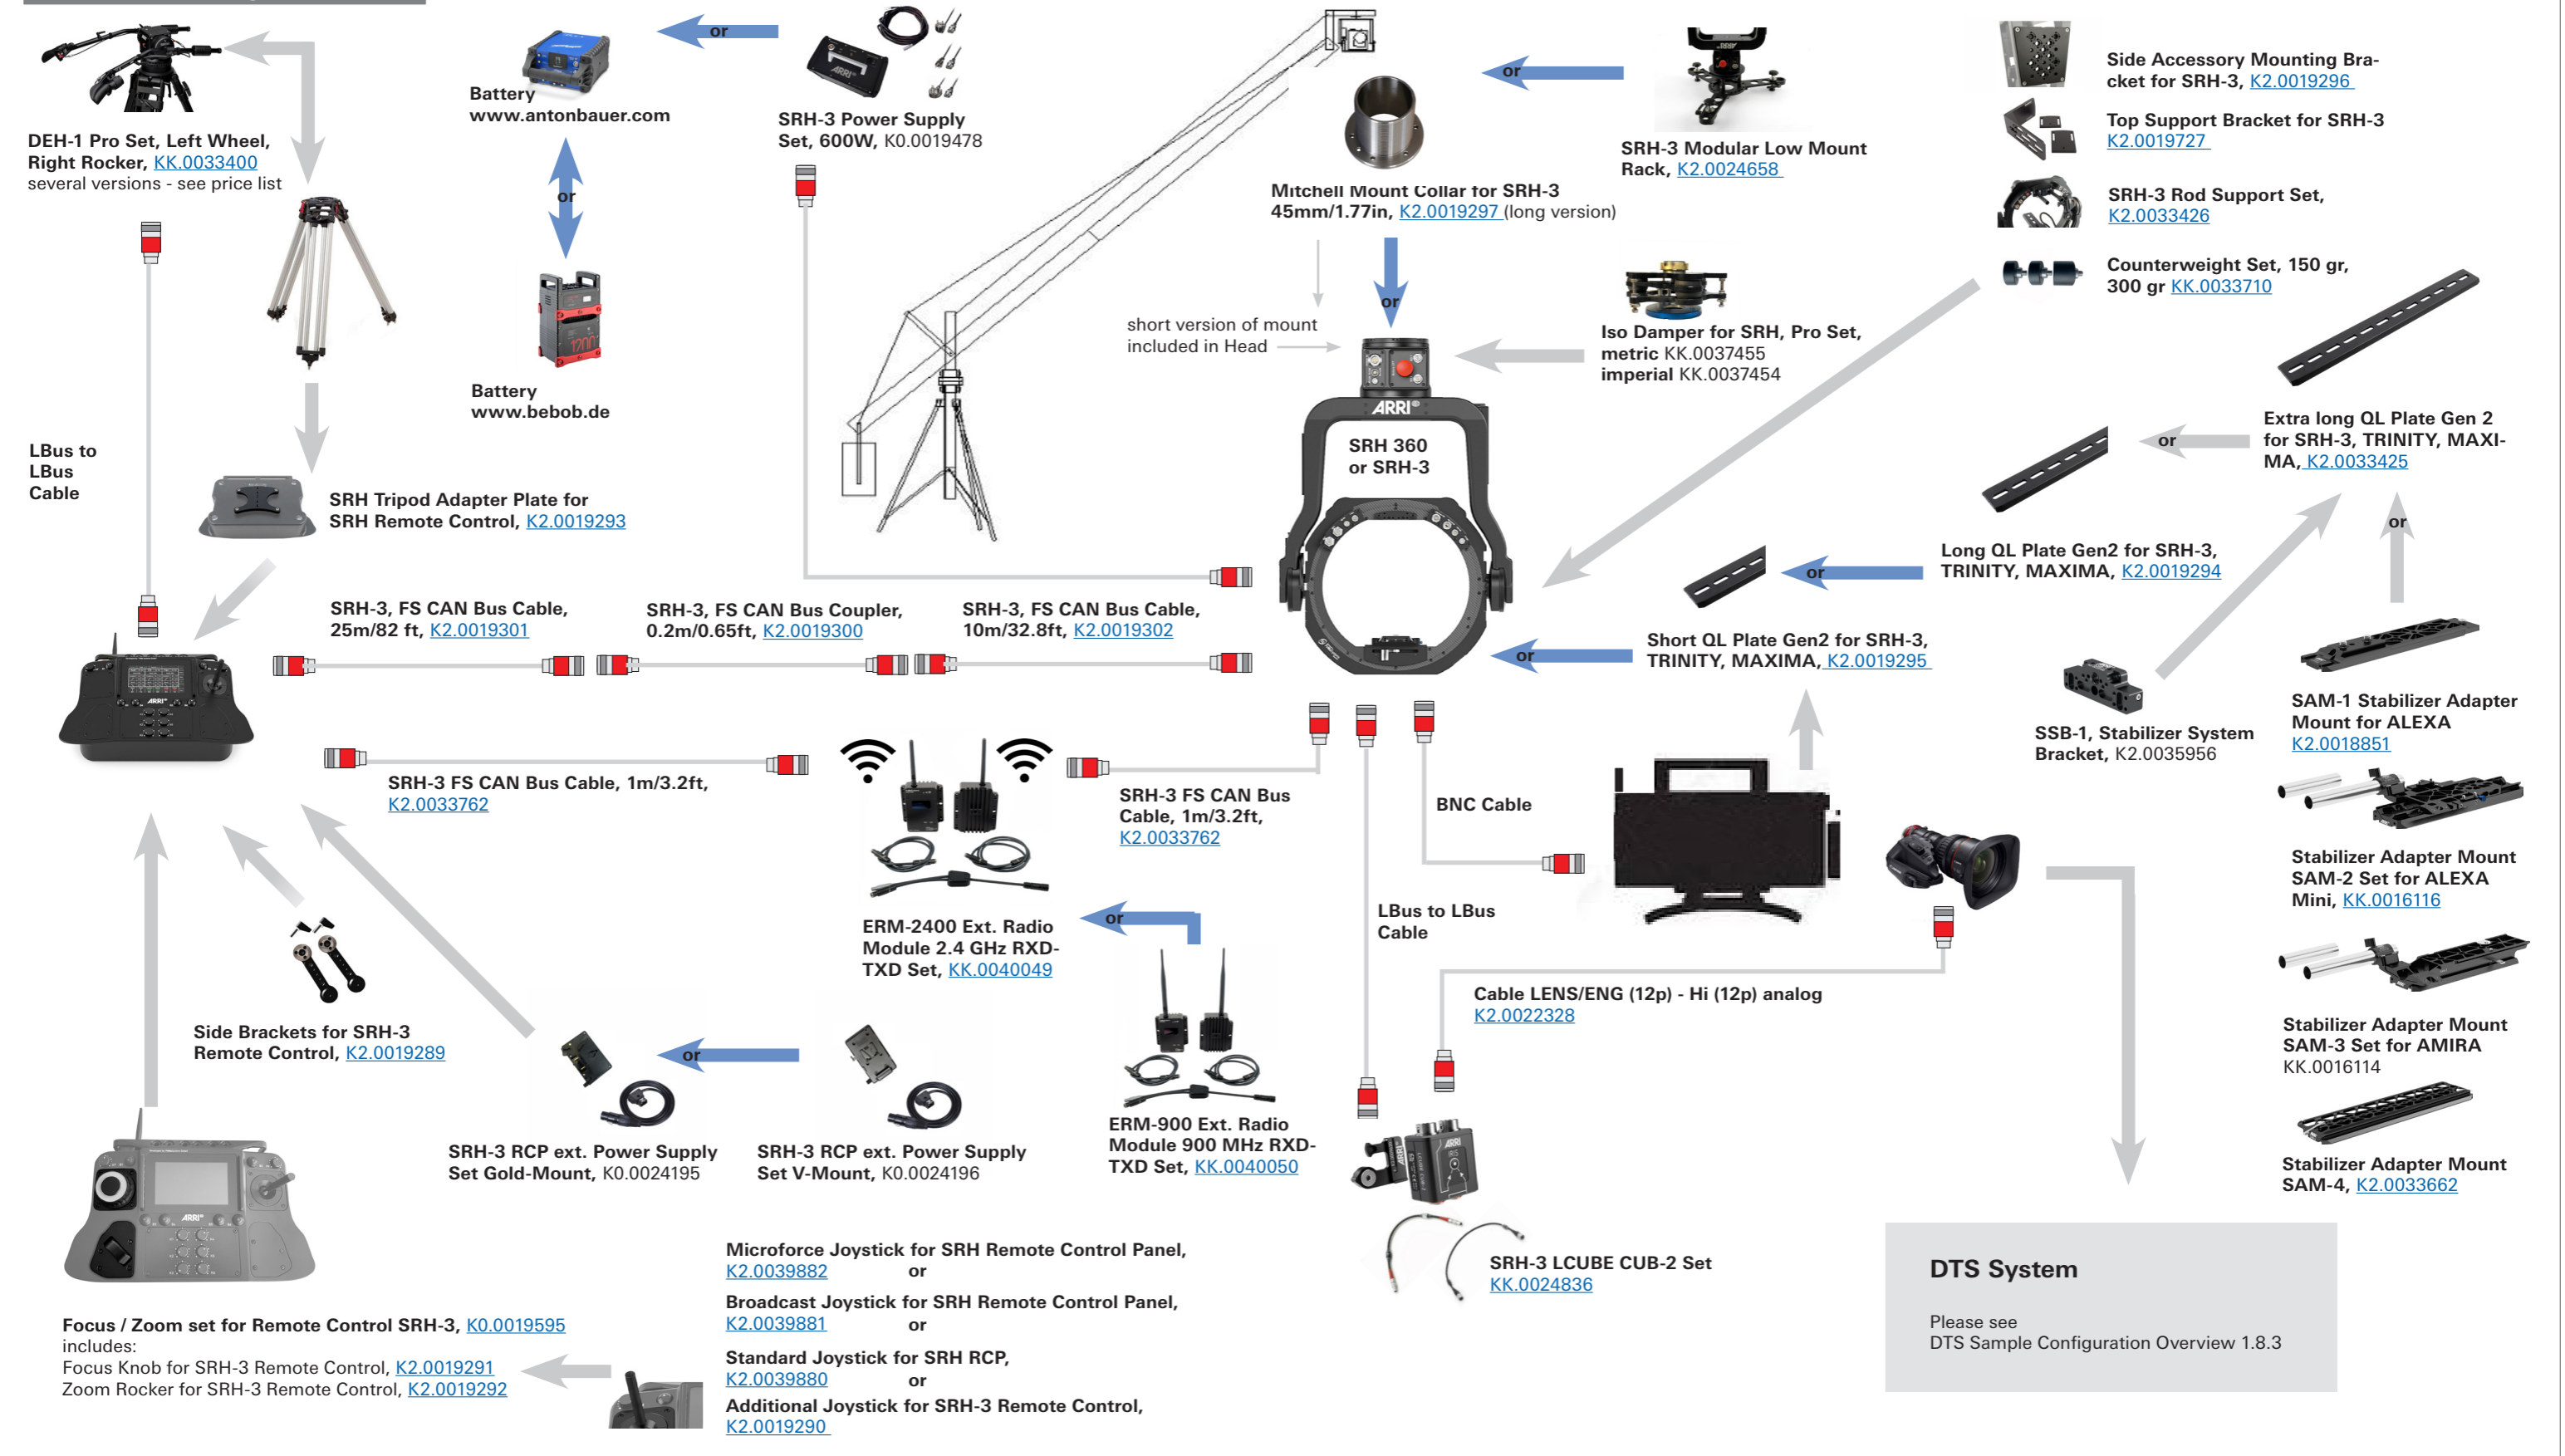 or
Battery
www.antonbauer.com
SRH-3 Power Supply
Set, 600W, K0.0019478
or
SRH-3 Modular Low Mount
Rack, K2.0024658
Side Accessory Mounting Bra-
cket for SRH-3, K2.0019296
Top Support Bracket for SRH-3
K2.0019727
SRH-3 Rod Support Set,
K2.0033426
Counterweight Set, 150 gr,
300 gr KK.0033710
DEH-1 Pro Set, Left Wheel,
Right Rocker, KK.0033400
several versions - see price list
or
Battery
www.bebob.de
Mitchell Mount Collar for SRH-3
45mm/1.77in, K2.0019297 (long version)
or
short version of mount
included in Head
Iso Damper for SRH, Pro Set,
metric KK.0037455
imperial KK.0037454
ARRI
SRH 360
or SRH-3
Extra long QL Plate Gen 2
for SRH-3, TRINITY, MAXI-
MA, K2.0033425
or
or
LBus to
LBus
Cable
SRH Tripod Adapter Plate for
SRH Remote Control, K2.0019293
Long QL Plate Gen2 for SRH-3,
TRINITY, MAXIMA, K2.0019294
or
SRH-3, FS CAN Bus Cable,
25m/82 ft, K2.0019301
SRH-3, FS CAN Bus Coupler,
0.2m/0.65ft, K2.0019300
SRH-3, FS CAN Bus Cable,
10m/32.8ft, K2.0019302
or
Short QL Plate Gen2 for SRH-3,
TRINITY, MAXIMA, K2.0019295
ARRI
SRH-3 FS CAN Bus Cable, 1m/3.2ft,
K2.0033762
SRH-3 FS CAN Bus
Cable, 1m/3.2ft,
K2.0033762
BNC Cable
SSB-1, Stabilizer System
Bracket, K2.0035956
SAM-1 Stabilizer Adapter
Mount for ALEXA
K2.0018851
Stabilizer Adapter Mount
SAM-2 Set for ALEXA
Mini, KK.0016116
ERM-2400 Ext. Radio
Module 2.4 GHz RXD-
TXD Set, KK.0040049
or
LBus to LBus
Cable
Cable LENS/ENG (12p) - Hi (12p) analog
K2.0022328
Side Brackets for SRH-3
Remote Control, K2.0019289
or
Stabilizer Adapter Mount
SAM-3 Set for AMIRA
KK.0016114
SRH-3 RCP ext. Power Supply
Set Gold-Mount, K0.0024195
SRH-3 RCP ext. Power Supply
Set V-Mount, K0.0024196
ERM-900 Ext. Radio
Module 900 MHz RXD-
TXD Set, KK.0040050
ARRI
IRIS
LCUBE CUB-2
Stabilizer Adapter Mount
SAM-4, K2.0033662
ARRI
SRH-3 LCUBE CUB-2 Set
KK.0024836
DTS System
Please see
DTS Sample Configuration Overview 1.8.3
Microforce Joystick for SRH Remote Control Panel,
K2.0039882 or
Broadcast Joystick for SRH Remote Control Panel,
K2.0039881 or
Standard Joystick for SRH RCP,
K2.0039880 or
Additional Joystick for SRH-3 Remote Control,
K2.0019290
Focus / Zoom set for Remote Control SRH-3, K0.0019595
includes:
Focus Knob for SRH-3 Remote Control, K2.0019291
Zoom Rocker for SRH-3 Remote Control, K2.0019292